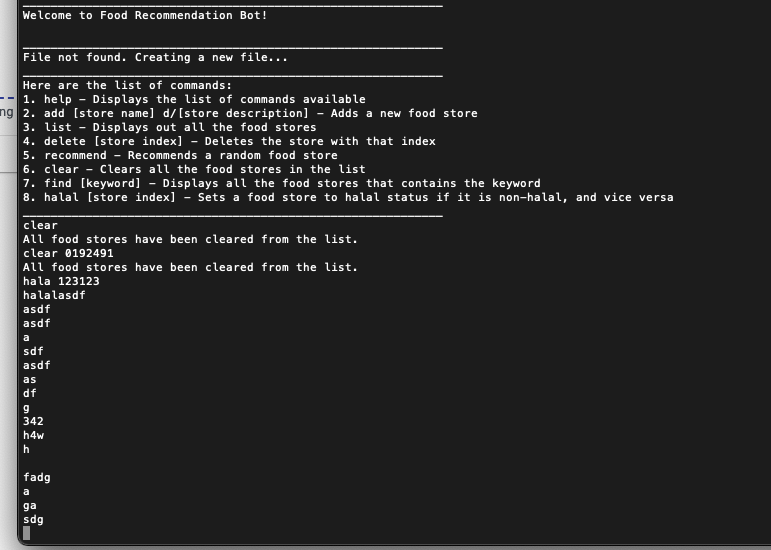 Welcome to Food Recommendation Bot!
File not found. Creating a new file...
Here are the list of commands:
1. help – Displays the list of commands available
2. add [store name] d/[store description] – Adds a new food store
3. list – Displays out all the food stores
4. delete [store index] – Deletes the store with that index
5. recommend – Recommends a random food store
6. clear – Clears all the food stores in the list
7. find [keyword] – Displays all the food stores that contains the keyword
8. halal [store index] – Sets a food store to halal status if it is non-halal, and vice versa
clear
All food stores have been cleared from the list.
clear 0192491
All food stores have been cleared from the list.
hala 123123
halalasdf
asdf
asdf
a
sdf
asdf
as
df
g
342
h4w
h
fadg
a
ga
sdg
ng